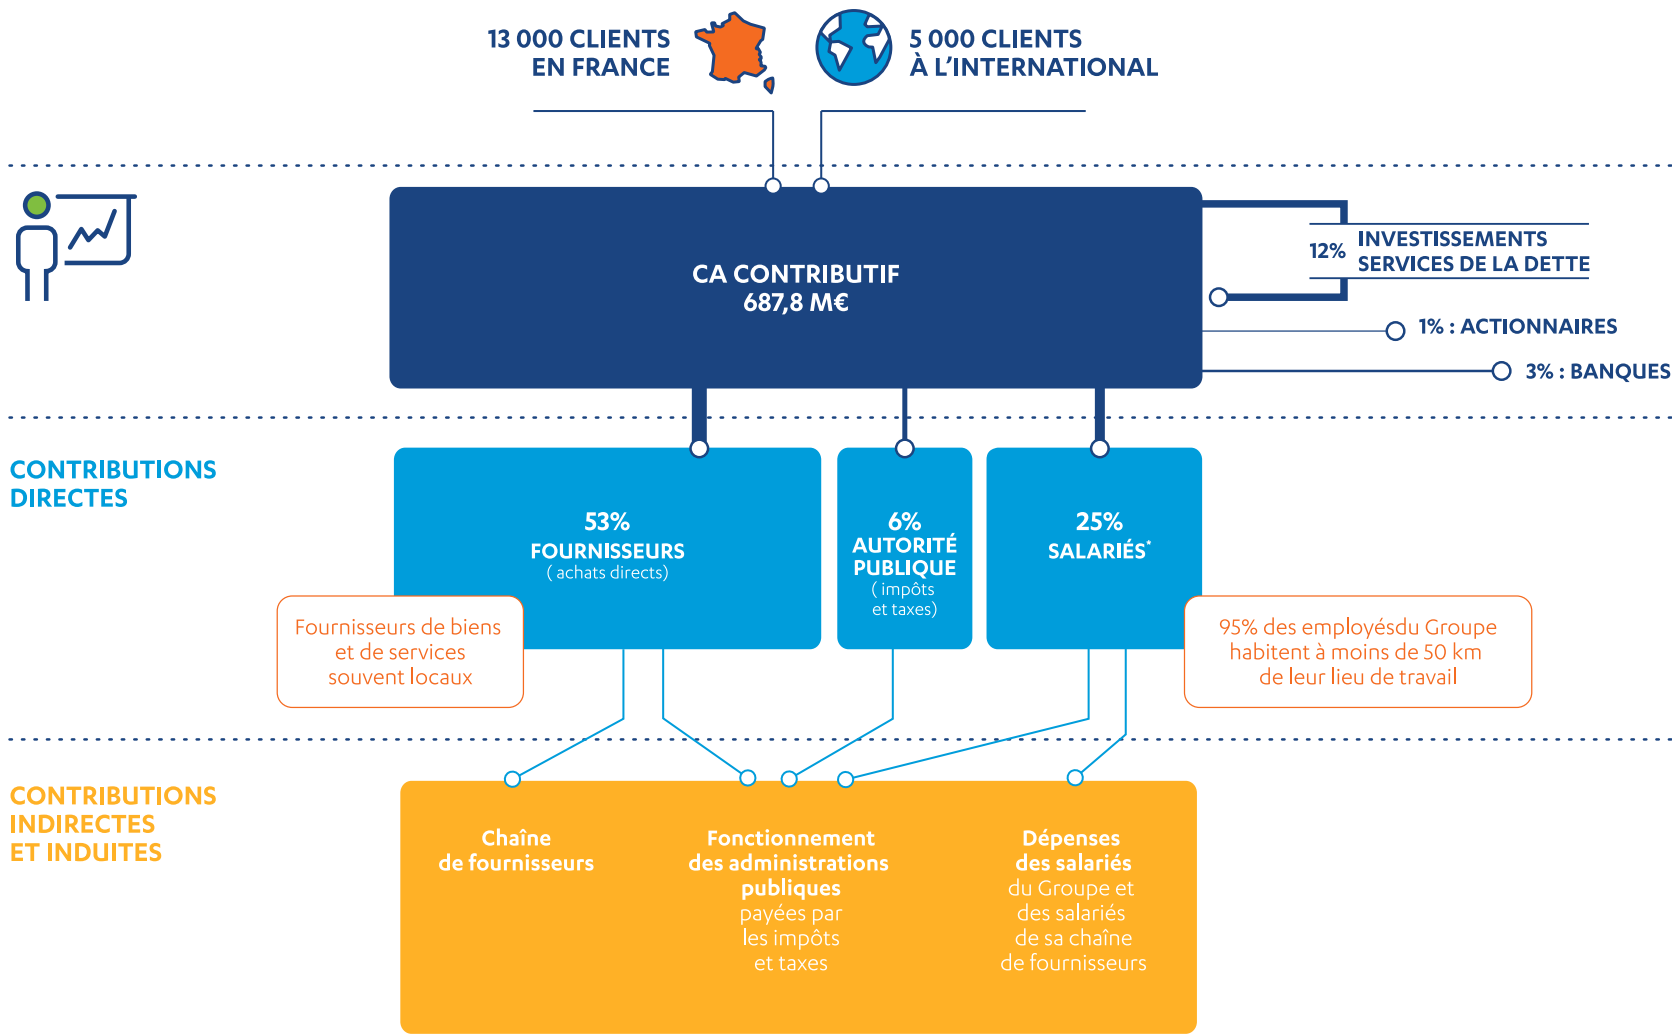 13 000 CLIENTS
EN FRANCE
5 000 CLIENTS
À L'INTERNATIONAL
CA CONTRIBUTIF
687,8 M€
12%
INVESTISSEMENTS
SERVICES DE LA DETTE
1% : ACTIONNAIRES
3% : BANQUES
CONTRIBUTIONS
DIRECTES
53%
FOURNISSEURS
( achats directs)
6%
AUTORITÉ
PUBLIQUE
( impôts
et taxes)
25%
SALARIÉS*
Fournisseurs de biens
et de services
souvent locaux
95% des employésdu Groupe
habitent à moins de 50 km
de leur lieu de travail
CONTRIBUTIONS
INDIRECTES
ET INDUITES
Chaîne
de fournisseurs
Fonctionnement
des administrations
publiques
payées par
les impôts
et taxes
Dépenses
des salariés
du Groupe et
des salariés
de sa chaîne
de fournisseurs